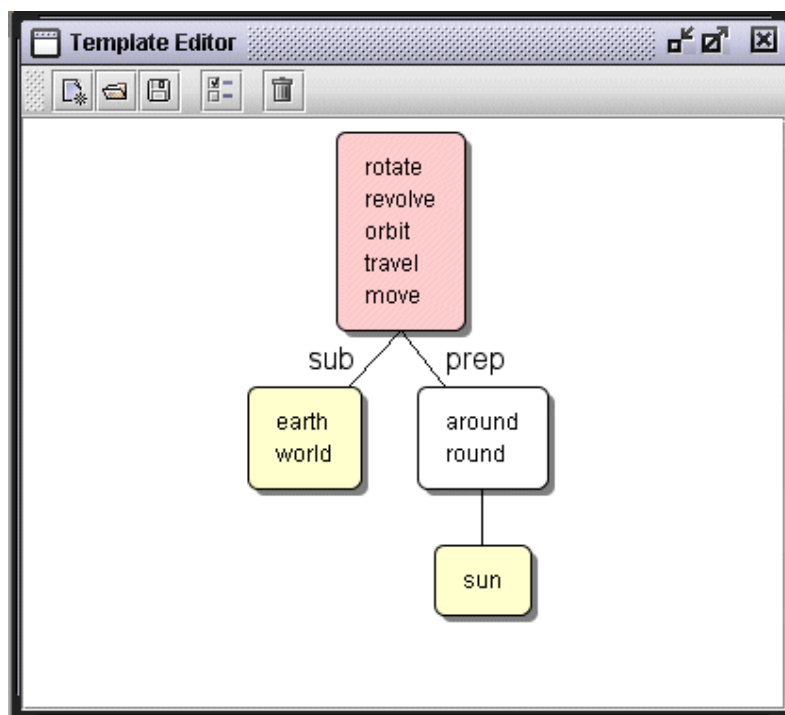 Template Editor
rotate
revolve
orbit
travel
move
sub
prep
earth
world
around
round
sun